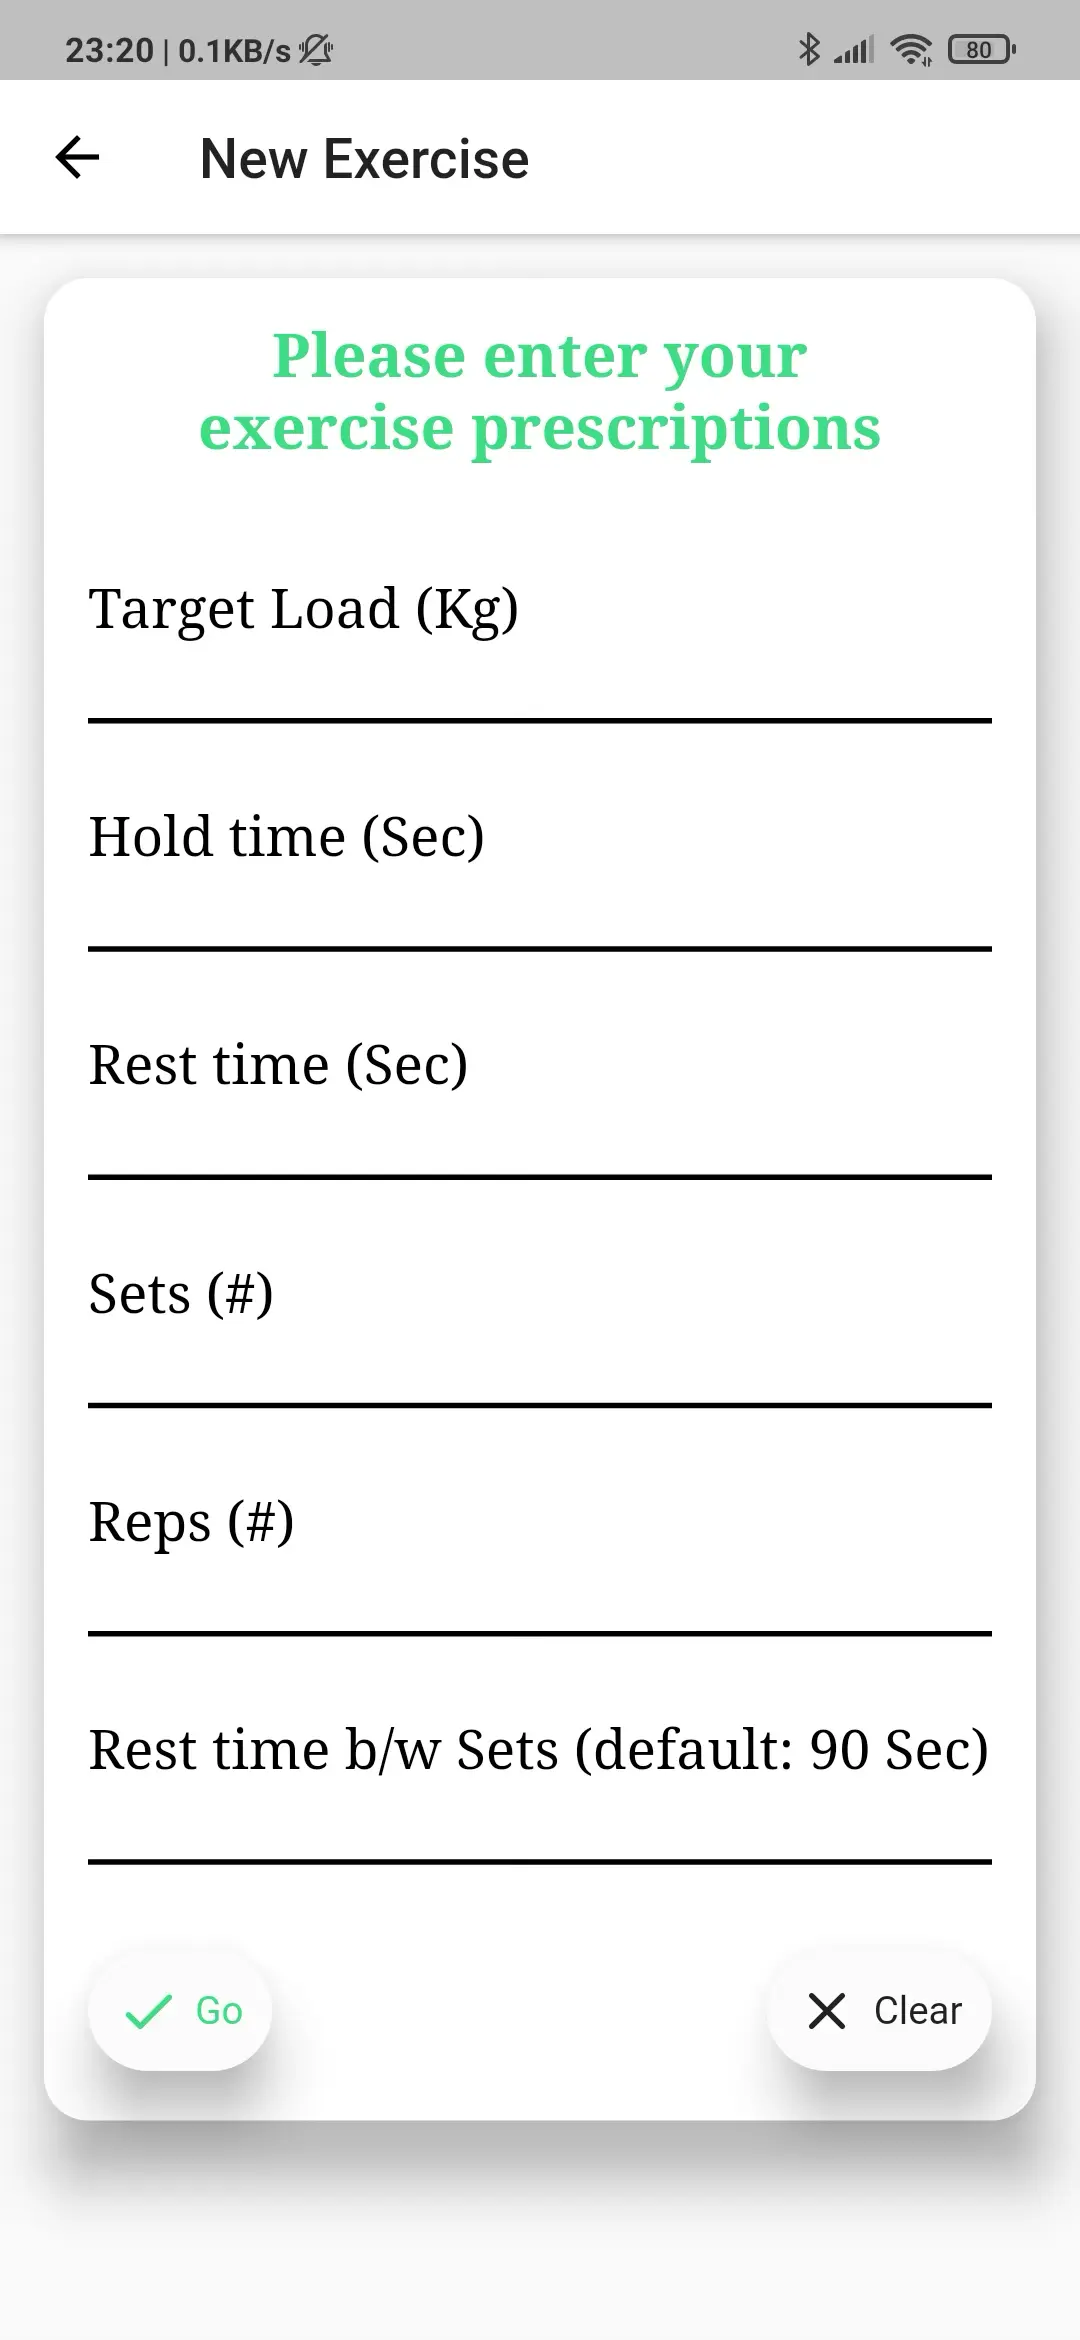 23:20 | 0.1KB/s
80
New Exercise
Please enter your
exercise prescriptions
Target Load (Kg)
Hold time (Sec)
Rest time (Sec)
Sets (#)
Reps (#)
Rest time b/w Sets (default: 90 Sec)
Go
Clear